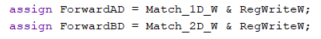 assign ForwardAD = Match_1D_W & RegWriteW;
assign ForwardBD = Match_2D_W & RegWriteW;